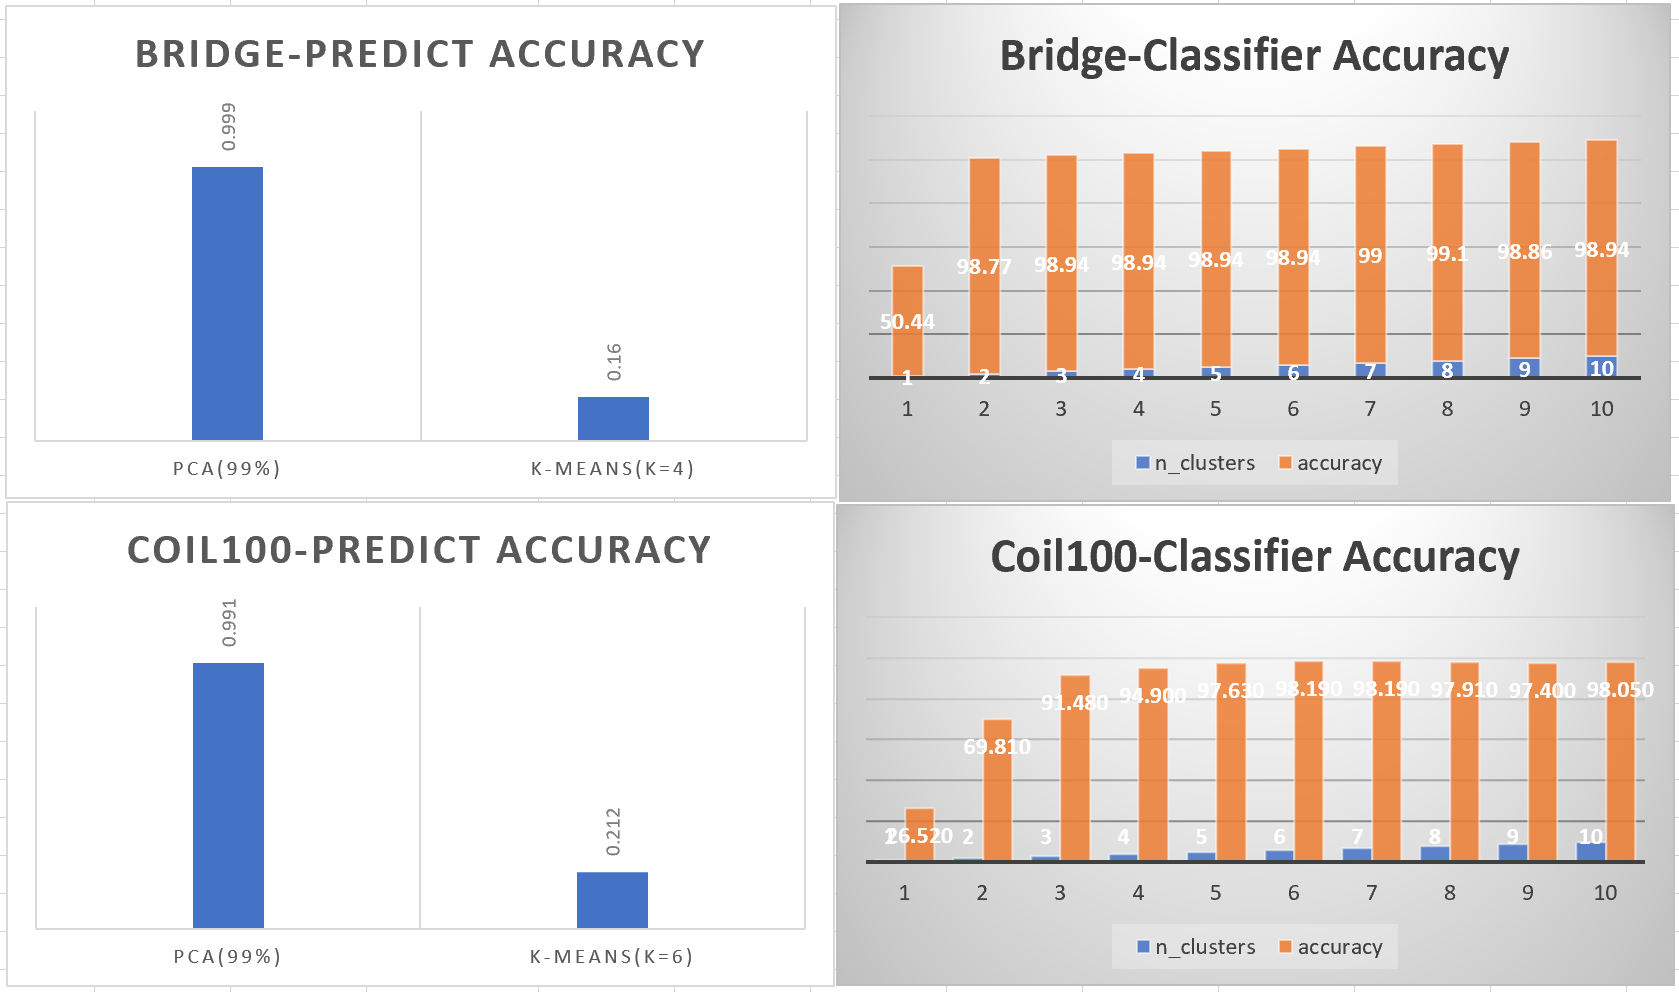 BRIDGE-PREDICT ACCURACY
0.999
0.16
PCA(99%)
K-MEANS(K=4)
Bridge-Classifier Accuracy
98.77 98.94 98.94 98.94 98.94 99 99.1 98.86 98.94
50.44
1 2 3 4 5 6 7 8 9 10
1 2 3 4 5 6 7 8 9 10
n_clusters accuracy
COIL100-PREDICT ACCURACY
0.991
0.212
PCA(99%)
K-MEANS(K=6)
Coil100-Classifier Accuracy
91.480 94.900 97.630 98.190 98.190 97.910 97.400 98.050
69.810
1 26.520 2 3 4 5 6 7 8 9 10
1 2 3 4 5 6 7 8 9 10
n_clusters accuracy